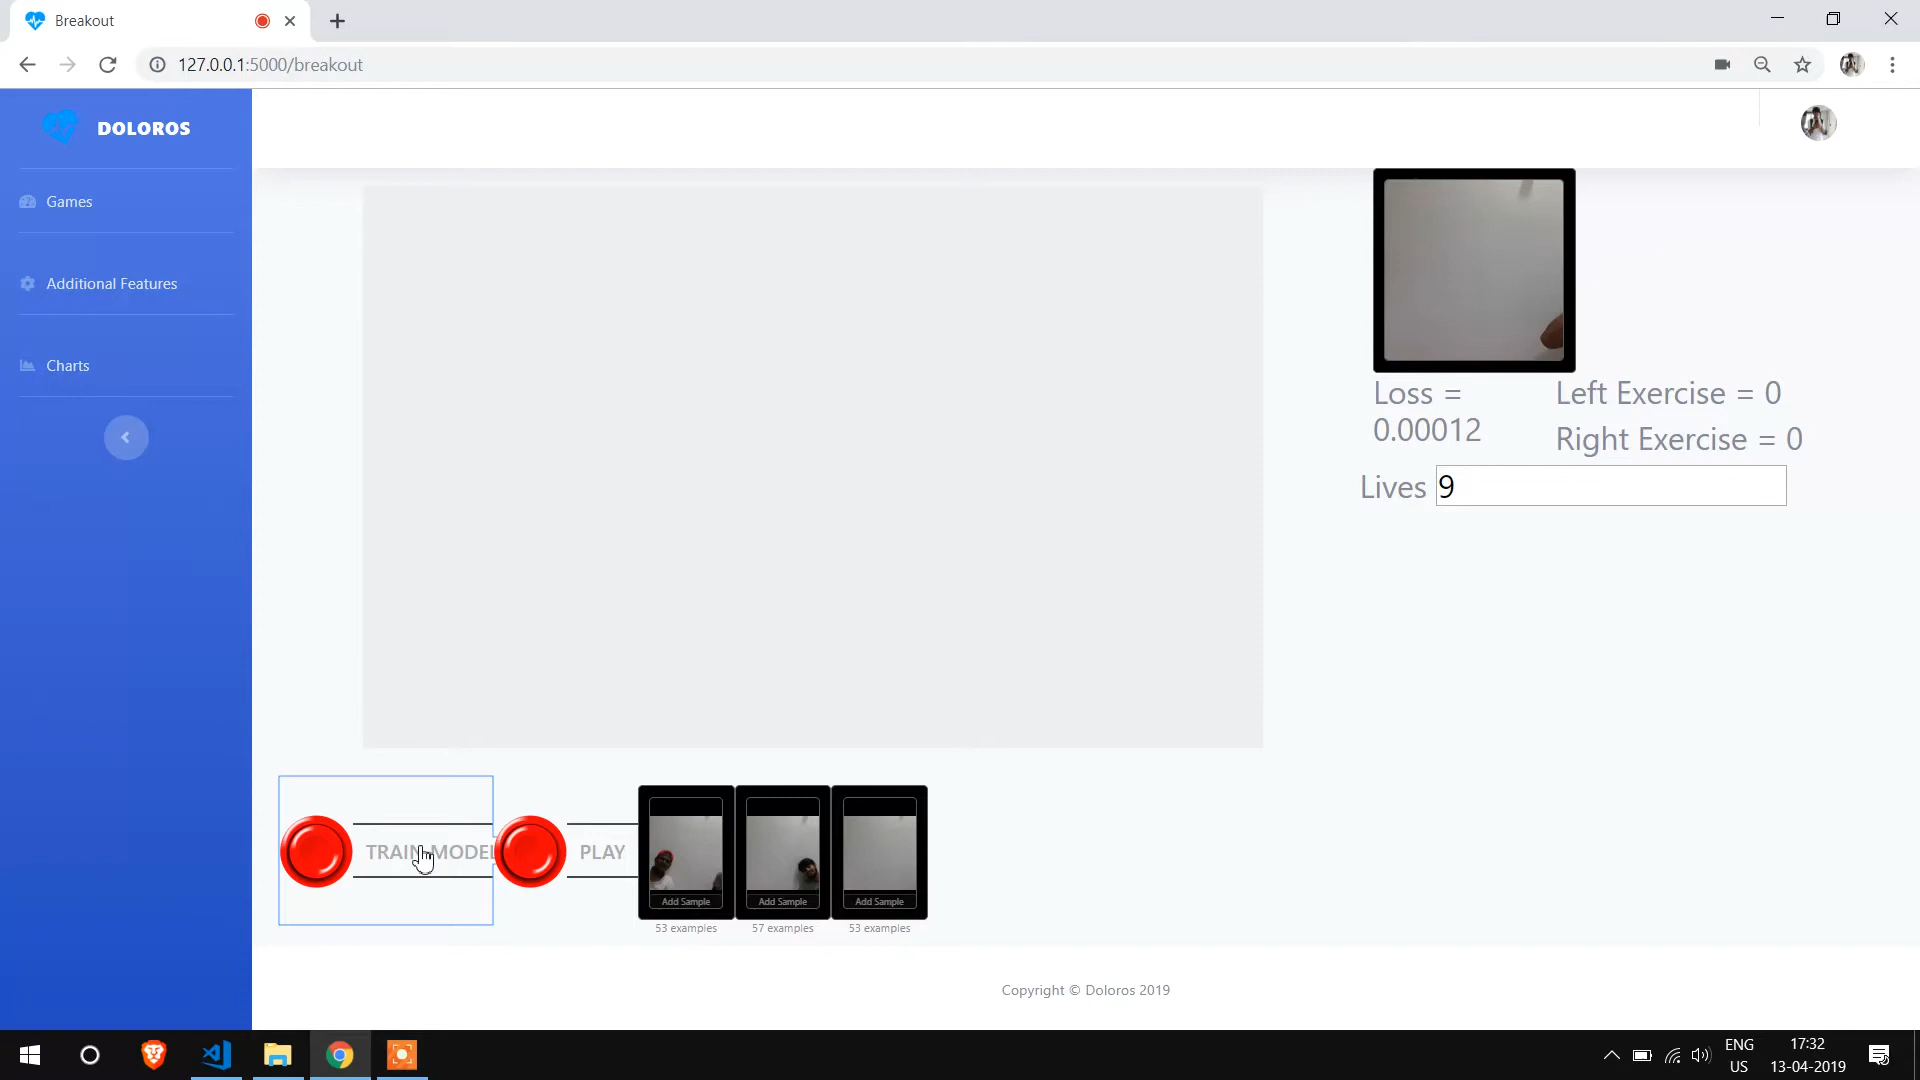 Breakout
127.0.0.1:5000/breakout
DOLOROS
Games
Additional Features
Charts
Loss =
0.00012
Left Exercise = 0
Right Exercise = 0
Lives 9
TRAIN MODEL
PLAY
Add Sample
Add Sample
Add Sample
53 examples
57 examples
53 examples
Copyright © Doloros 2019
ENG
US
17:32
13-04-2019